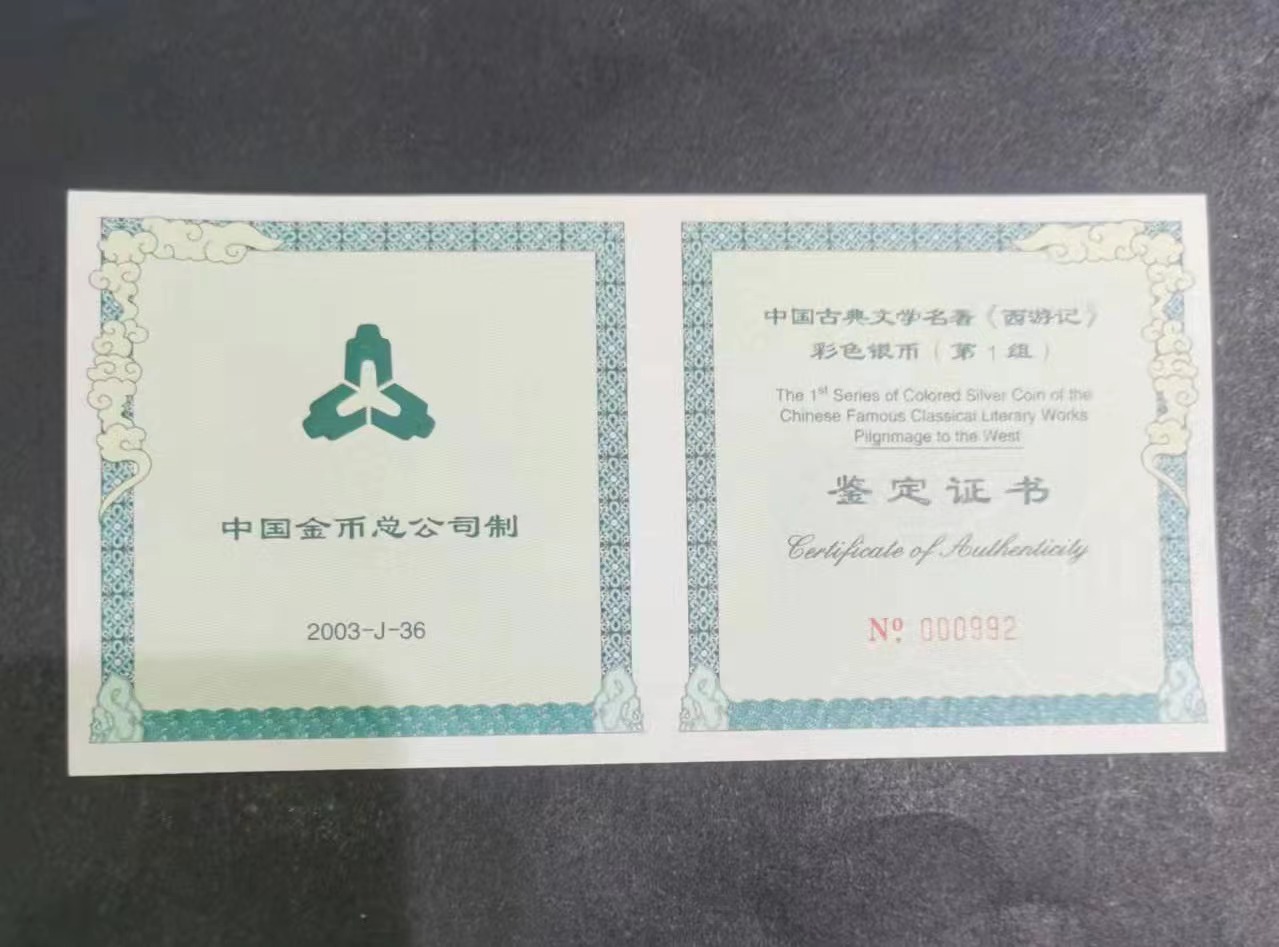 中国金币总公司制
2003-J-36
中国古典文学名著《西游记》
彩色银币（第1组）
The 1st Series of Colored Silver Coin of the
Chinese Famous Classical Literary Works
Pilgrimage to the West
鉴定证书
Certificate of Authenticity
Nº. 000992